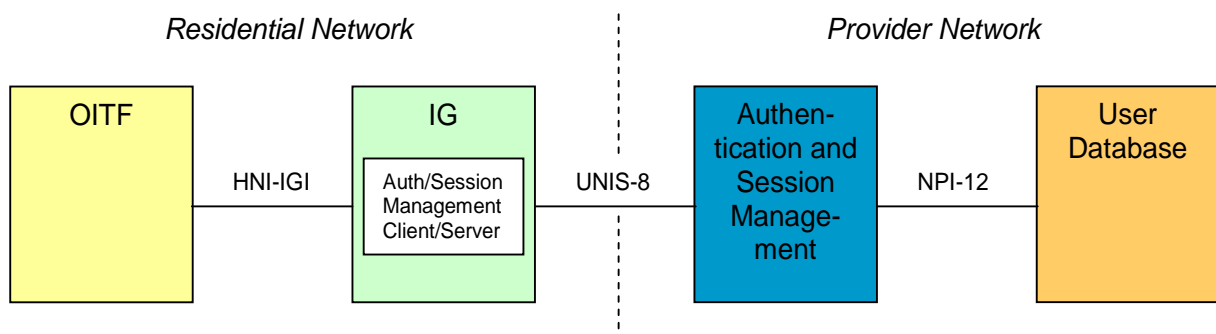 Residential Network
Provider Network
OITF
HNI-IGI
IG
Auth/Session
Management
Client/Server
UNIS-8
Authen-
tication and
Session
Manage-
ment
NPI-12
User
Database